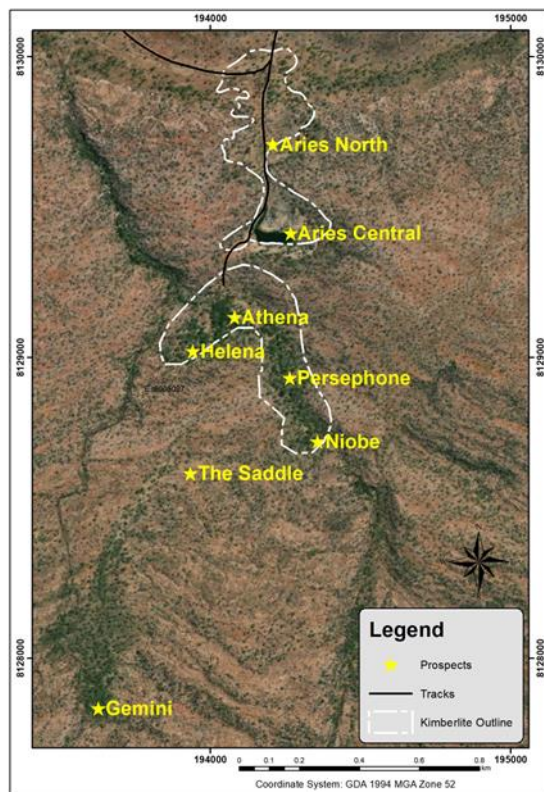 194000
195000
8130000
8130000
Aries North
Aries Central
Athena
8129000
Helena
8129000
Persephone
Niobe
The Saddle
Legend
Prospects
Tracks
Kimberlite Outline
8128000
8128000
Gemini
194000
195000
0 0.1 0.2 0.4 0.6 0.8
km
Coordinate System: GDA 1994 MGA Zone 52